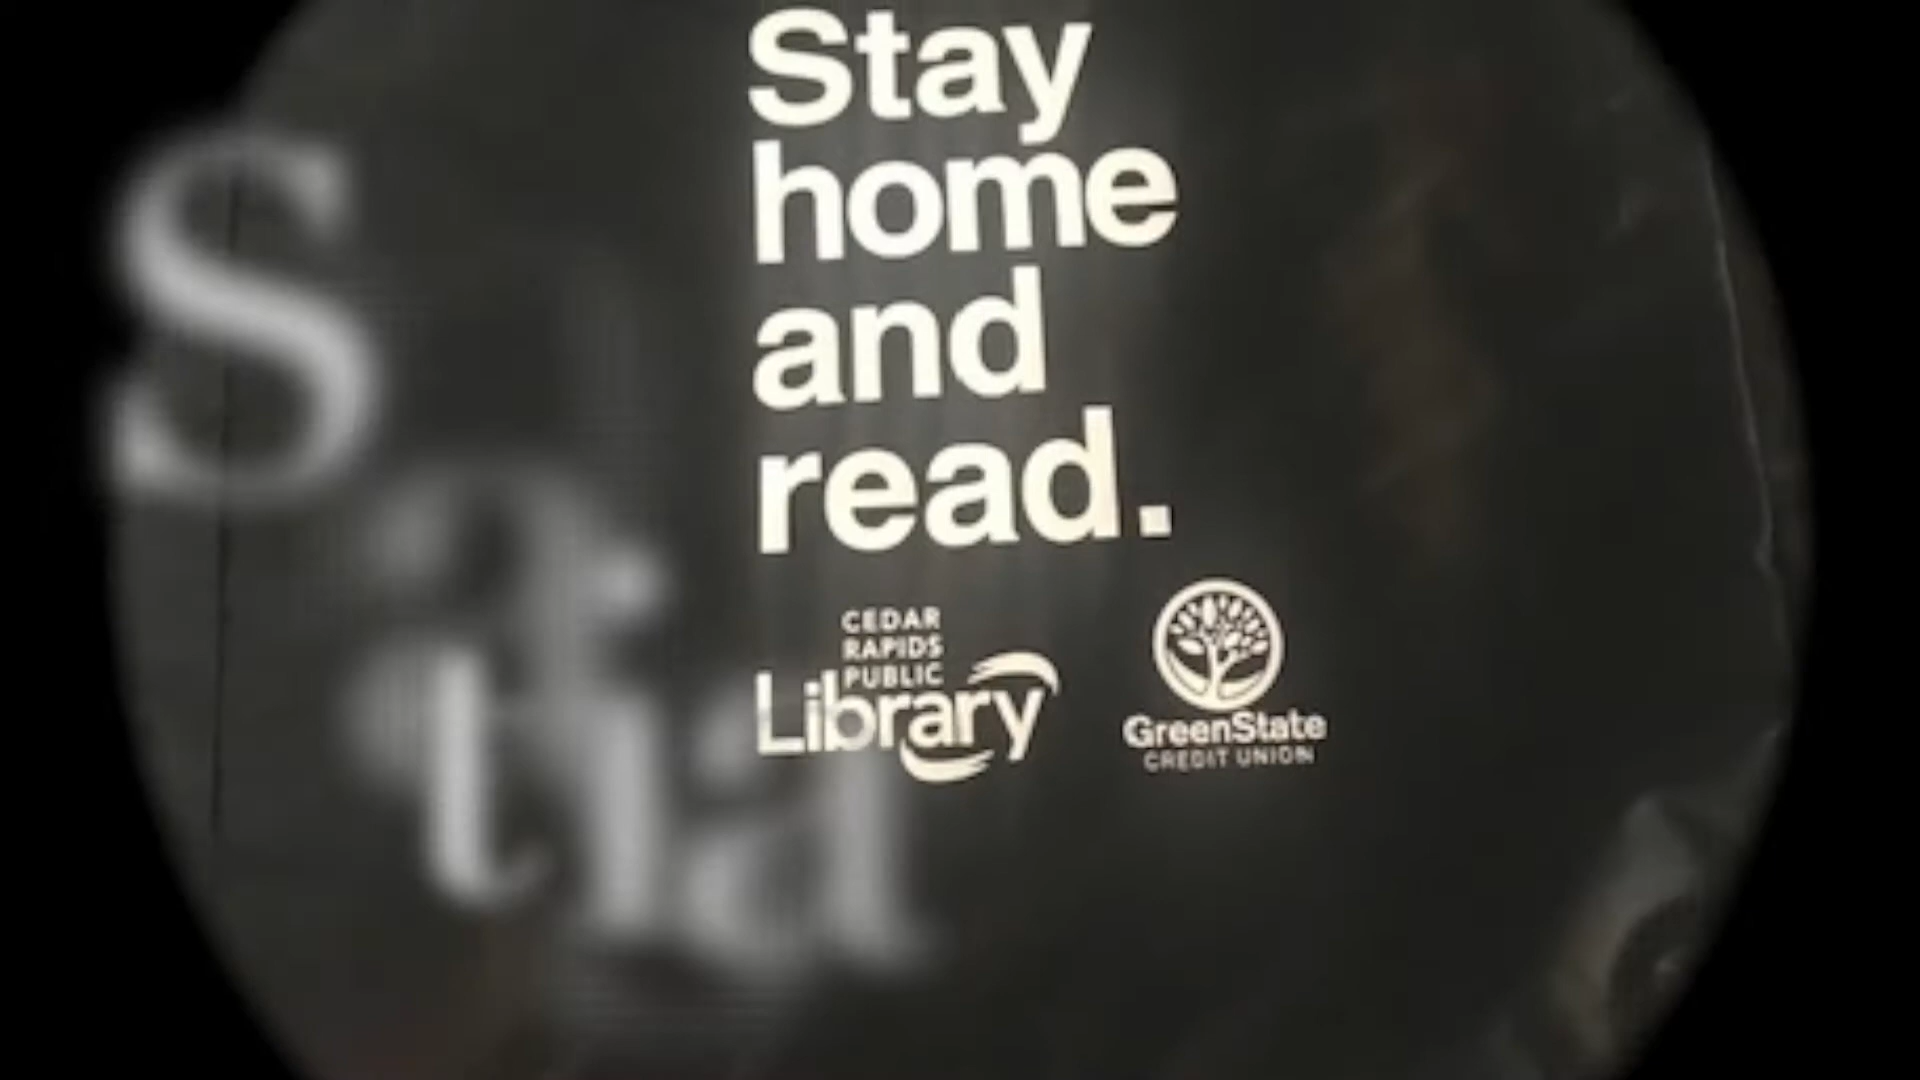 Stay
home
and
read.
CEDAR
RAPIDS
PUBLIC
Library
GreenState
CREDIT UNION